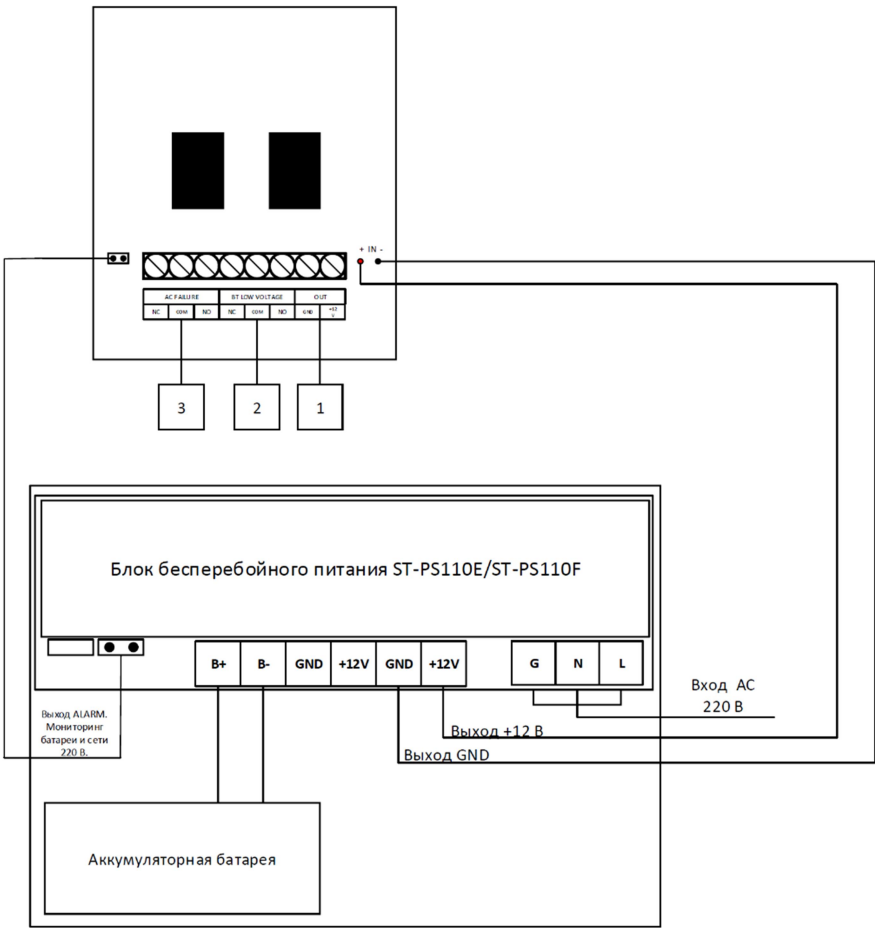 + IN -
AC FAILURE BT LOW VOLTAGE OUT
NC COM NO NC COM NO GND +12
V
3 2 1
Блок бесперебойного питания ST-PS110E/ST-PS110F
B+ B- GND +12V GND +12V G N L
Вход AC
220 В
Выход ALARM.
Мониторинг
батареи и сети
220 В.
Выход +12 В
Выход GND
Аккумуляторная батарея